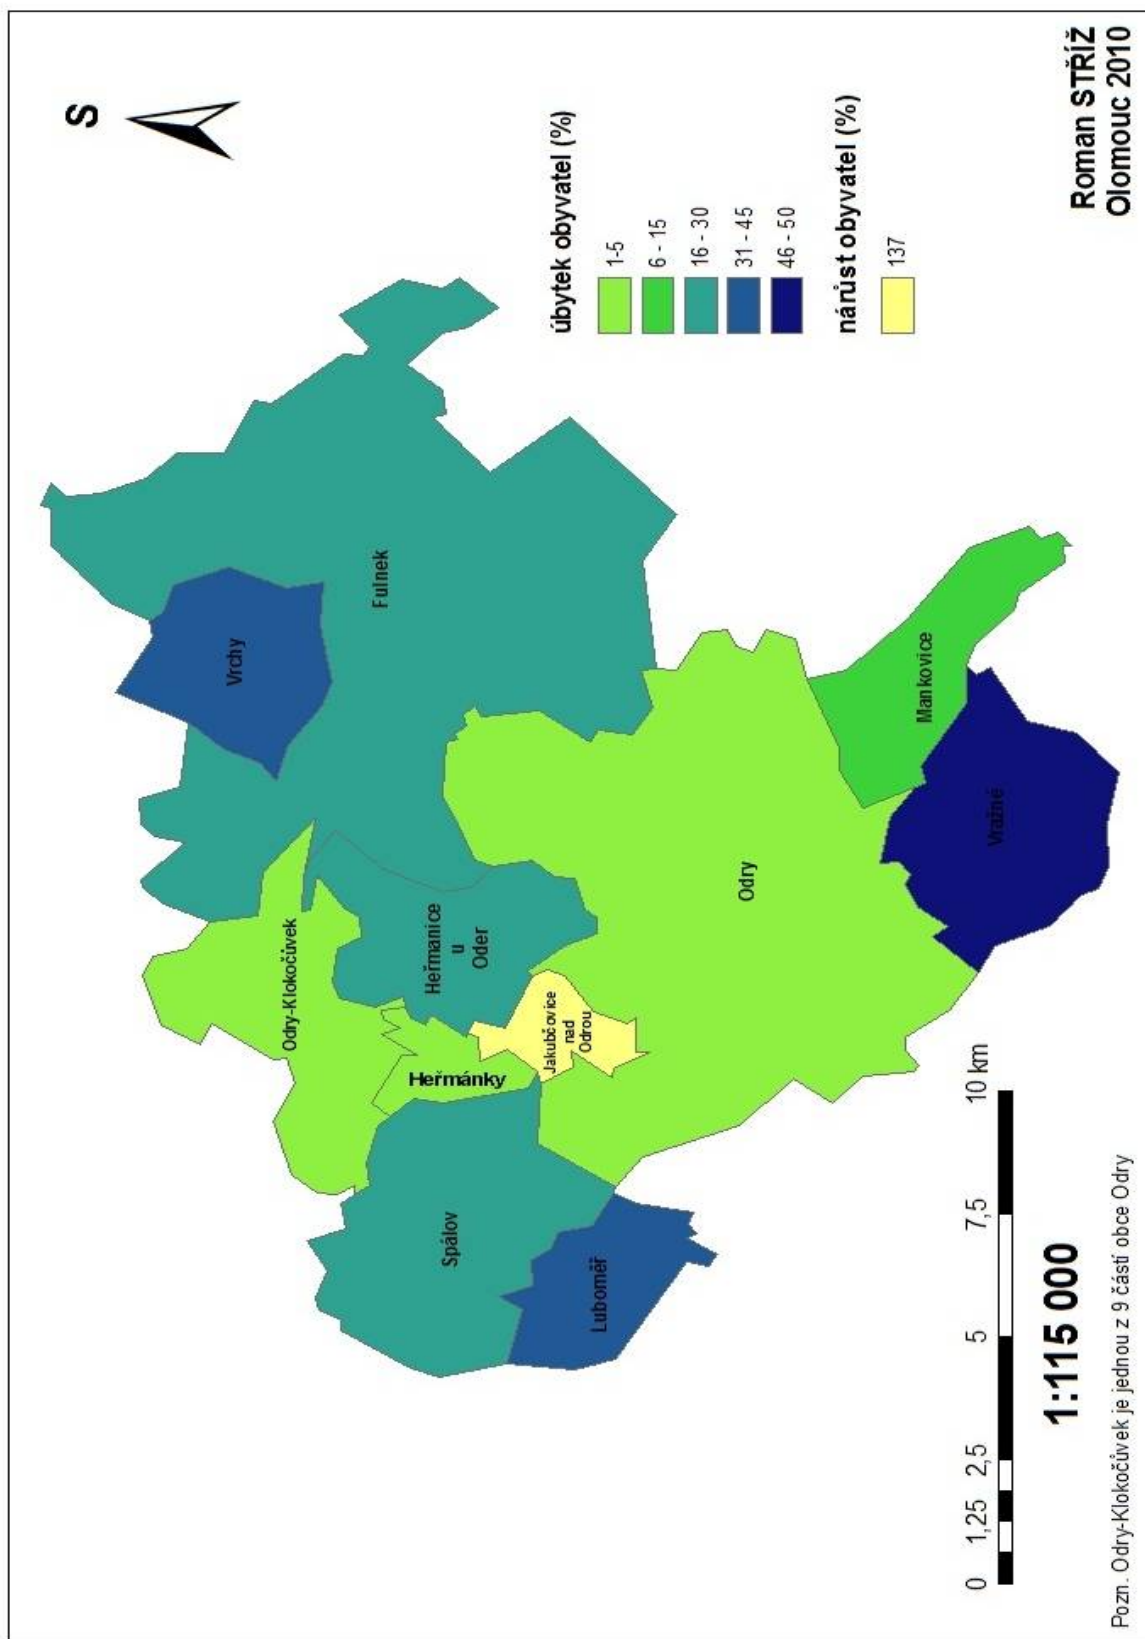 S
Vrchy
Fulnek
Odry-Klokočůvek
Heřmanice
u
Oder
Heřmánky
Jakubčovice
nad
Odrou
Spálov
Luboměř
Odry
Mankovice
Vražné
úbytek obyvatel (%)
1-5
6 - 15
16 - 30
31 - 45
46 - 50
nárůst obyvatel (%)
137
0 1,25 2,5 5 7,5 10 km
1:115 000
Pozn. Odry-Klokočůvek je jednou z 9 částí obce Odry
Roman STŘÍŽ
Olomouc 2010